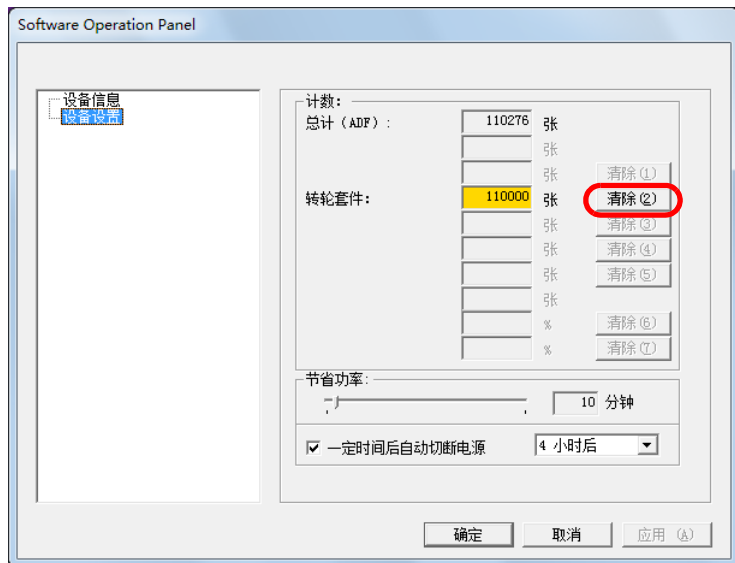 Software Operation Panel
设备信息
设备设置
计数：
总计（ADF）： 110276 张
张
张 清除(1)
转轮套件： 110000 张 清除(2)
张 清除(3)
张 清除(4)
张 清除(5)
张
% 清除(6)
% 清除(7)
节省功率：
10 分钟
一定时间后自动切断电源 4 小时后
确定 取消 应用 (A)